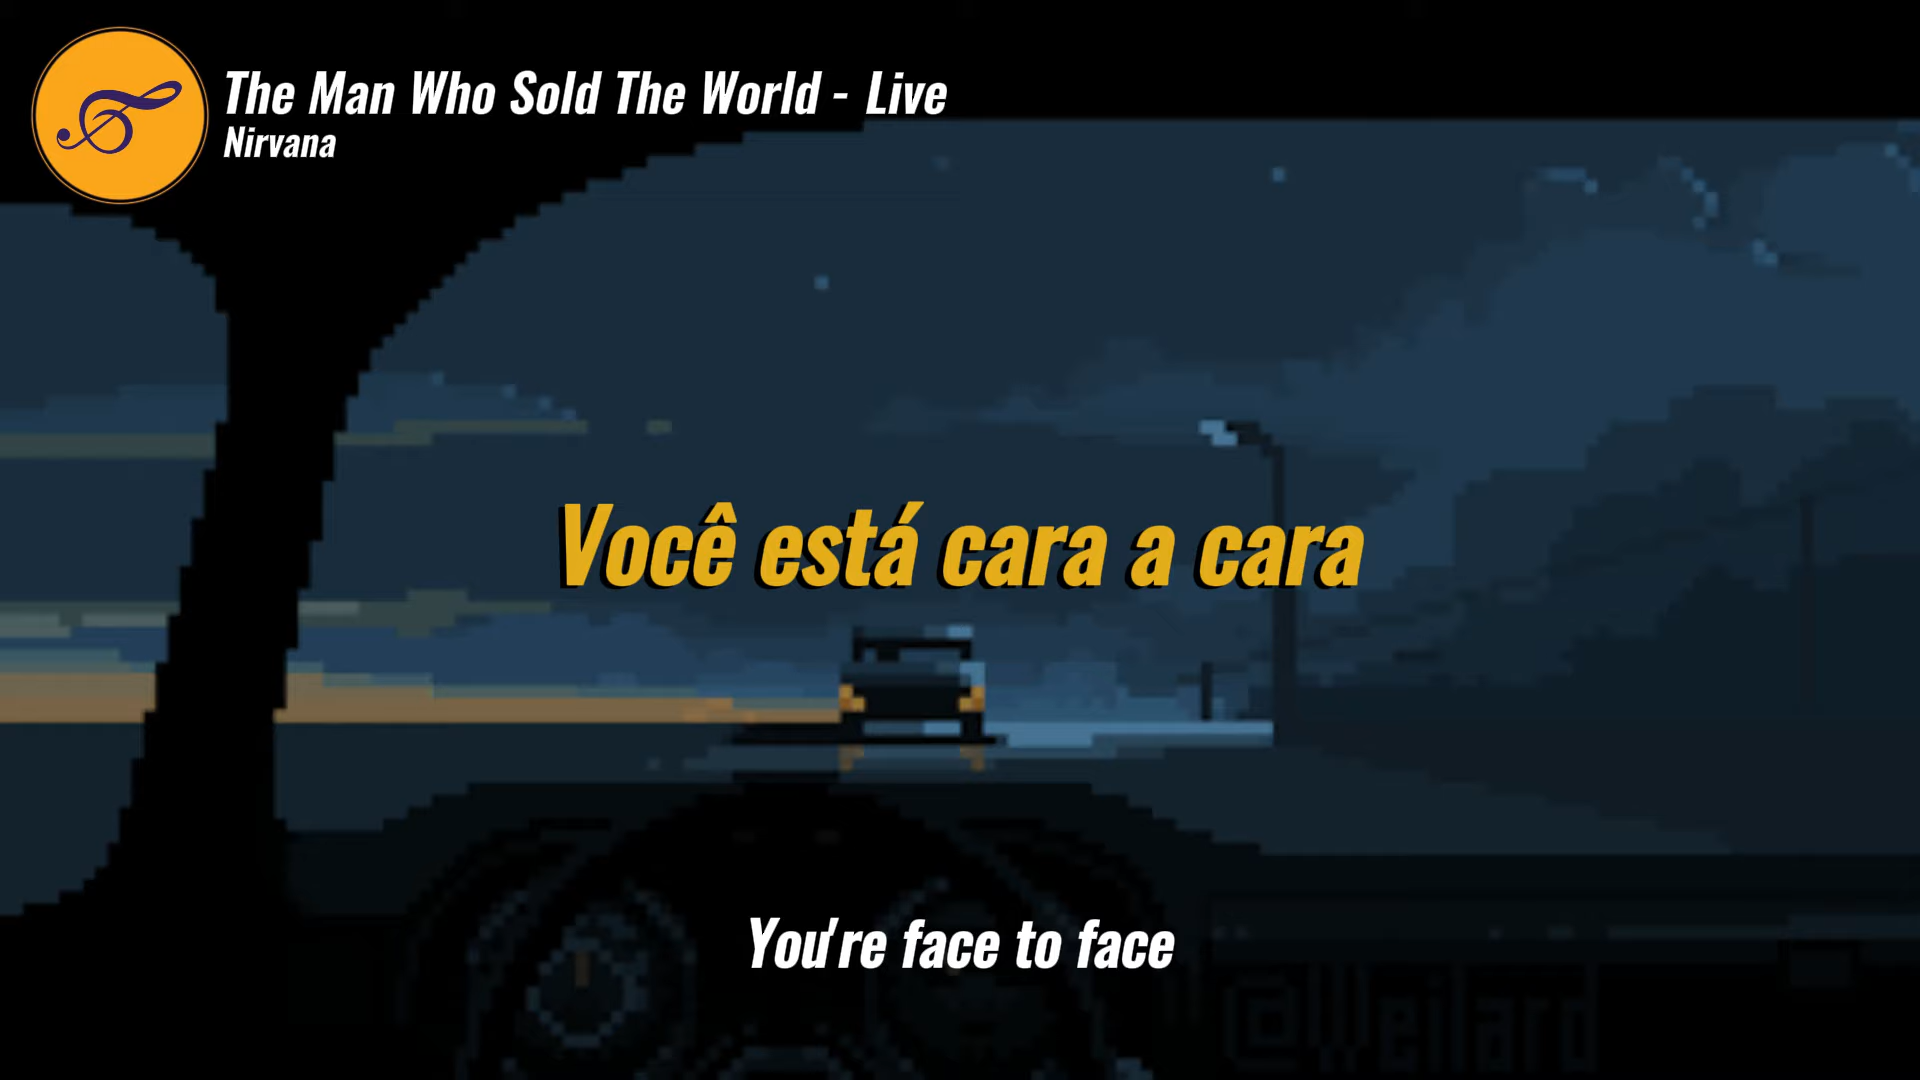 The Man Who Sold The World - Live
Nirvana
Você está cara a cara
You're face to face
@Weilard